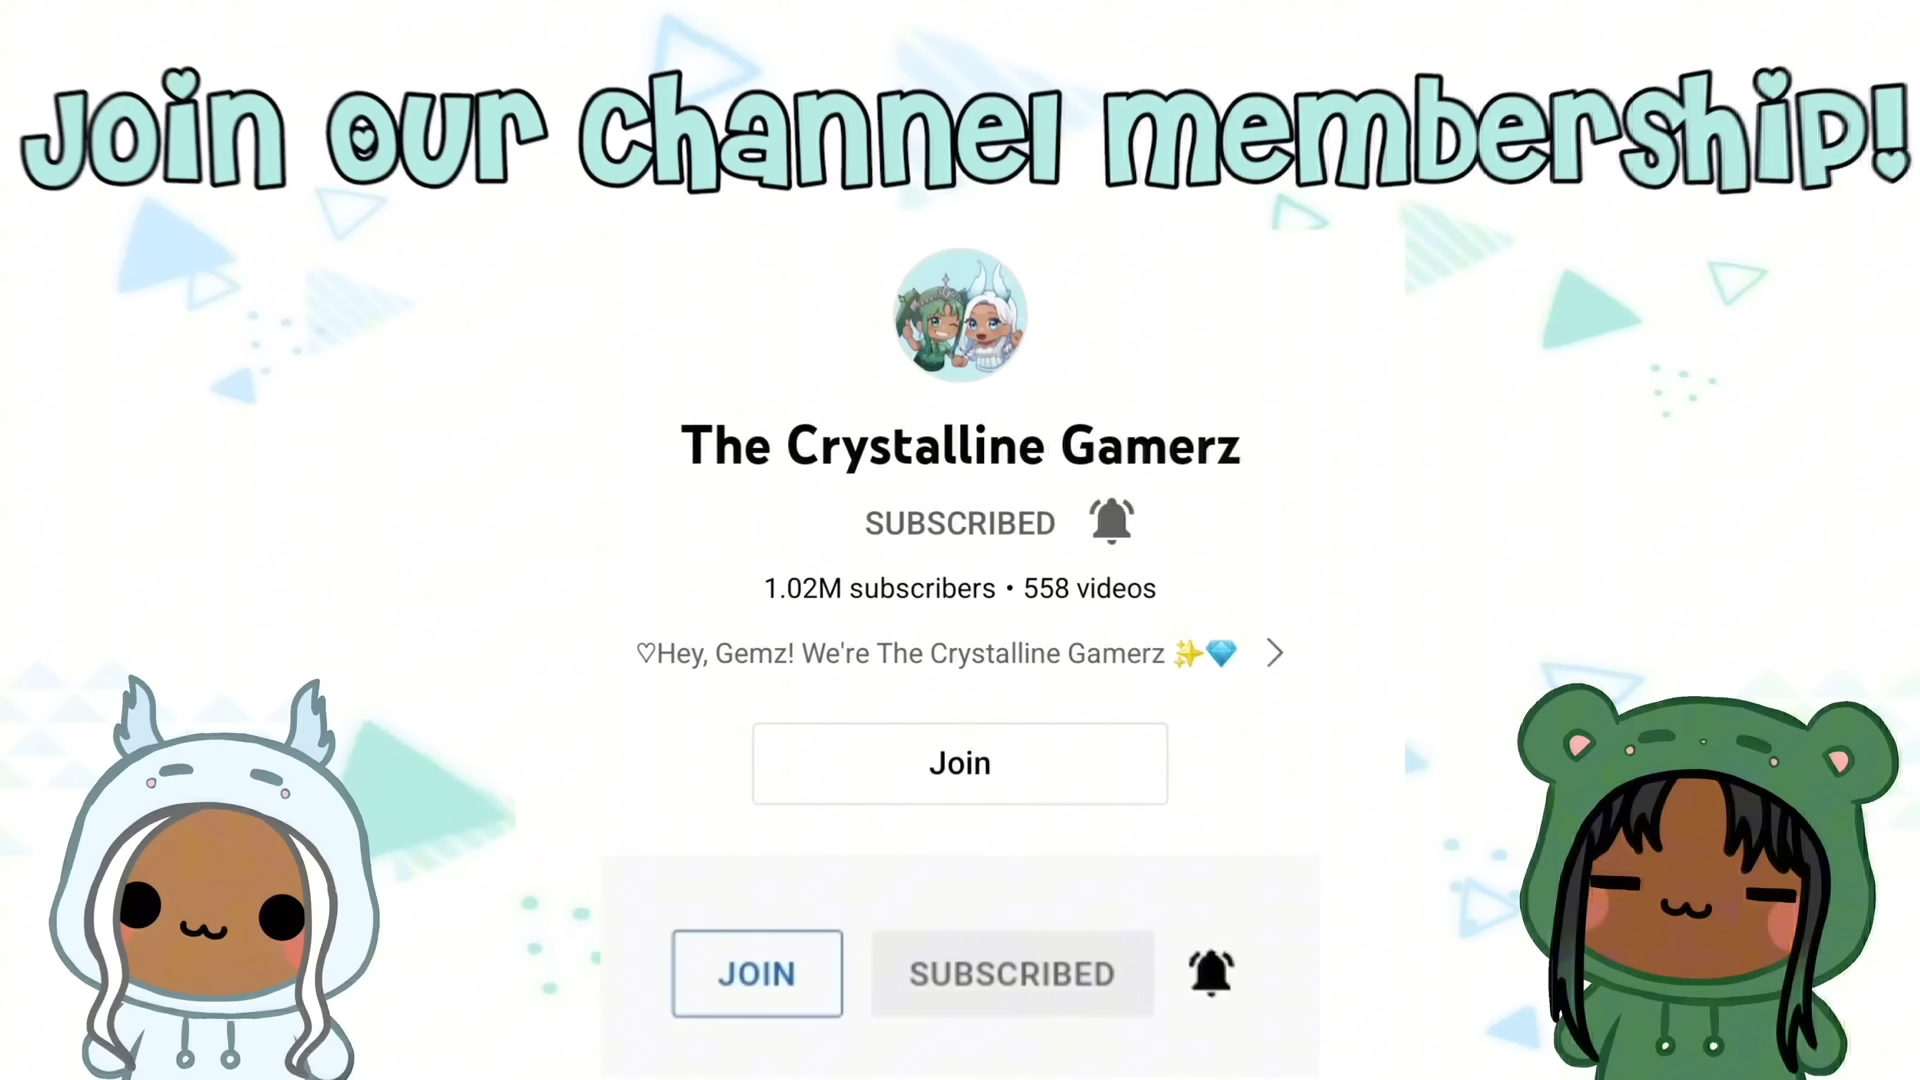 Join our channel membership!
The Crystalline Gamerz
SUBSCRIBED
1.02M subscribers • 558 videos
♡Hey, Gemz! We're The Crystalline Gamerz ✨💎
Join
JOIN SUBSCRIBED